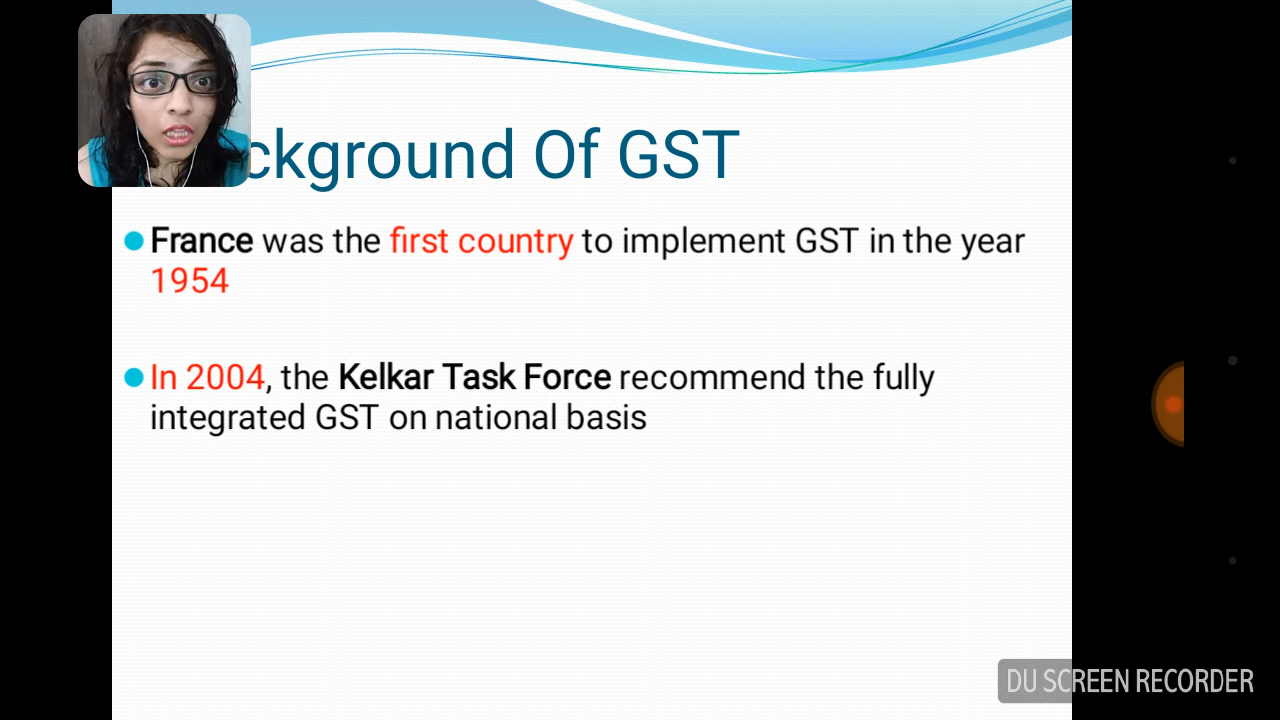 ckground Of GST
France was the first country to implement GST in the year
1954
In 2004, the Kelkar Task Force recommend the fully
integrated GST on national basis
DU SCREEN RECORDER